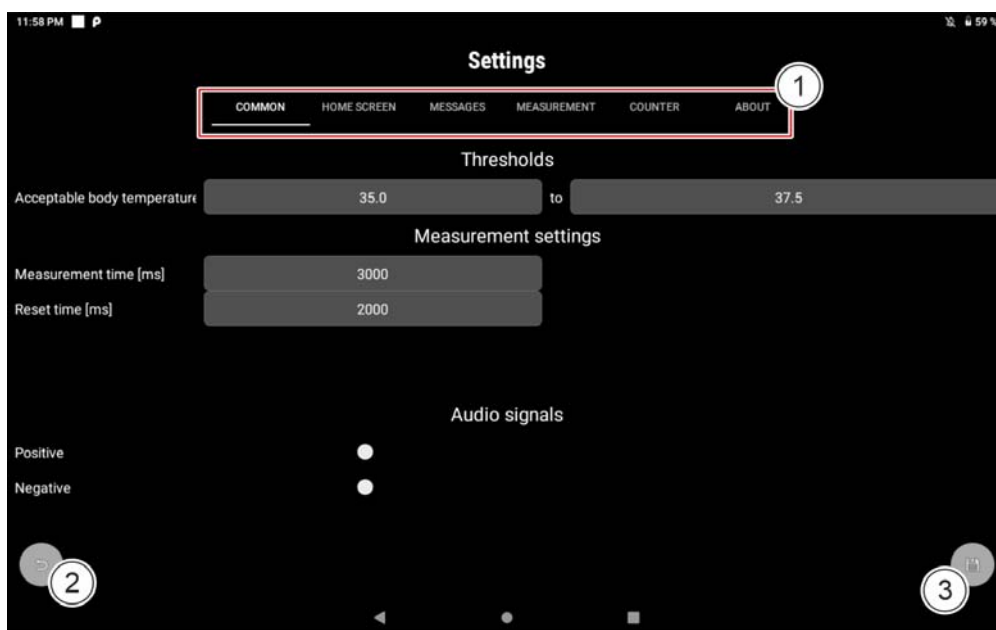 11:58 PM 59 %
Settings
1
COMMON HOME SCREEN MESSAGES MEASUREMENT COUNTER ABOUT
Thresholds
Acceptable body temperature 35.0 to 37.5
Measurement settings
Measurement time [ms] 3000
Reset time [ms] 2000
Audio signals
Positive
Negative
2
3